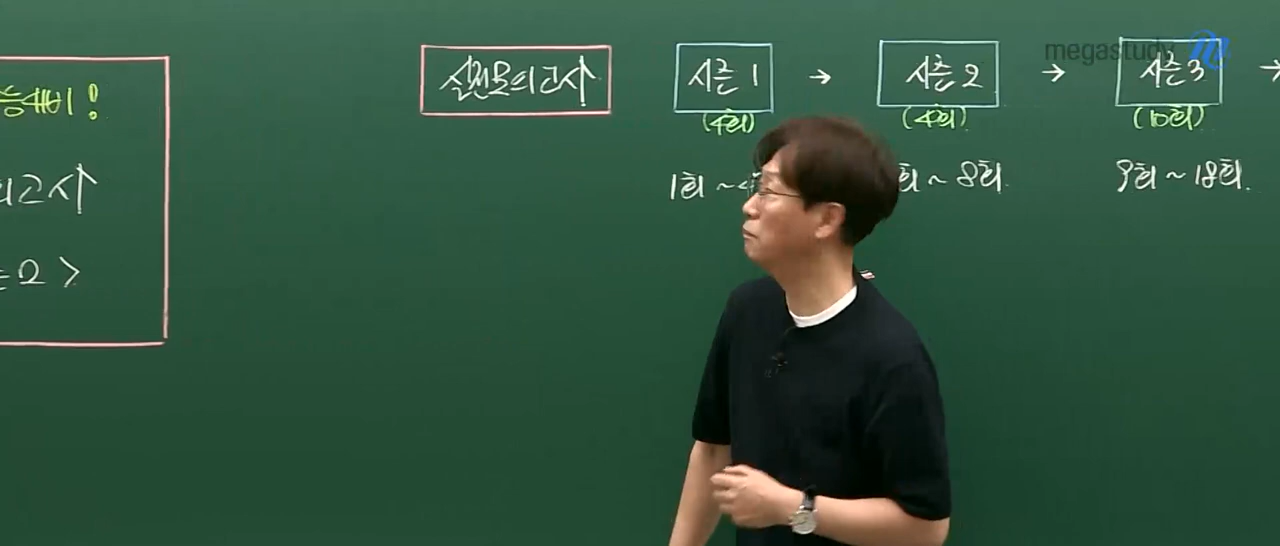 실전모의고사 시즌 1 → 시즌 2 → 시즌 3 →
megastudy
(4회) (4회) (10회)
1회 ~ 8회. 9회 ~ 18회.
의고사
2 >